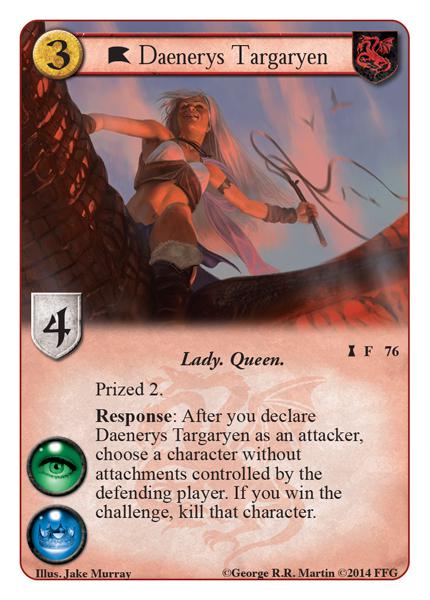 3
Daenerys Targaryen
4
Lady. Queen.
F 76
Prized 2.
Response: After you declare
Daenerys Targaryen as an attacker,
choose a character without
attachments controlled by the
defending player. If you win the
challenge, kill that character.
Illus. Jake Murray
©George R.R. Martin ©2014 FFG